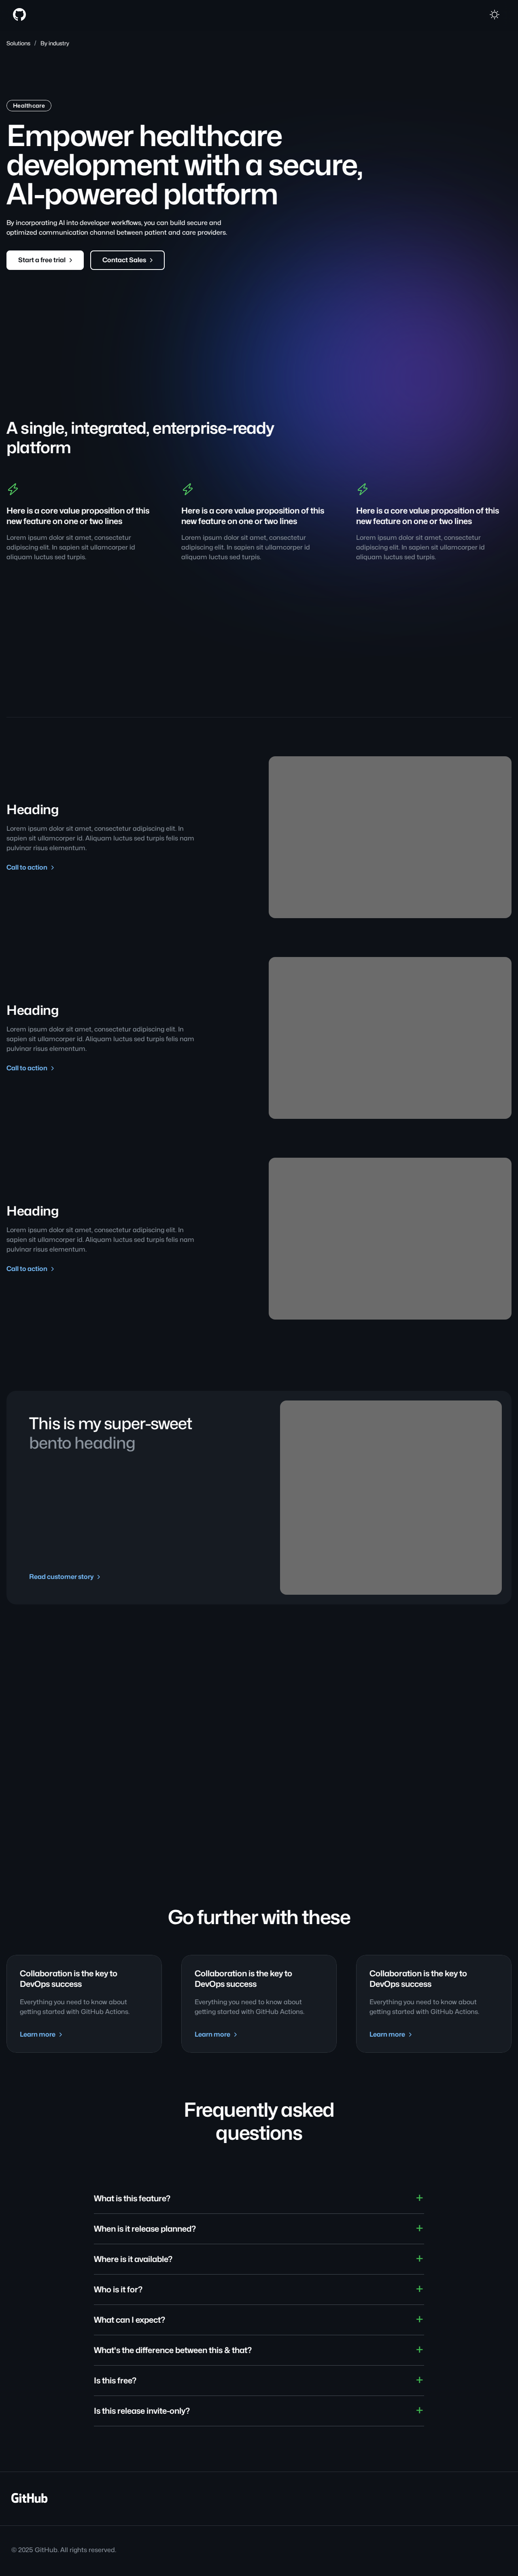 Solutions / By industry
Healthcare
Empower healthcare
development with a secure,
AI-powered platform
By incorporating AI into developer workflows, you can build secure and
optimized communication channel between patient and care providers.
Start a free trial
Contact Sales
A single, integrated, enterprise-ready
platform
Here is a core value proposition of this
new feature on one or two lines
Lorem ipsum dolor sit amet, consectetur
adipiscing elit. In sapien sit ullamcorper id
aliquam luctus sed turpis.
Here is a core value proposition of this
new feature on one or two lines
Lorem ipsum dolor sit amet, consectetur
adipiscing elit. In sapien sit ullamcorper id
aliquam luctus sed turpis.
Here is a core value proposition of this
new feature on one or two lines
Lorem ipsum dolor sit amet, consectetur
adipiscing elit. In sapien sit ullamcorper id
aliquam luctus sed turpis.
Heading
Lorem ipsum dolor sit amet, consectetur adipiscing elit. In
sapien sit ullamcorper id. Aliquam luctus sed turpis felis nam
pulvinar risus elementum.
Call to action
Heading
Lorem ipsum dolor sit amet, consectetur adipiscing elit. In
sapien sit ullamcorper id. Aliquam luctus sed turpis felis nam
pulvinar risus elementum.
Call to action
Heading
Lorem ipsum dolor sit amet, consectetur adipiscing elit. In
sapien sit ullamcorper id. Aliquam luctus sed turpis felis nam
pulvinar risus elementum.
Call to action
This is my super-sweet
bento heading
Read customer story
Go further with these
Collaboration is the key to
DevOps success
Everything you need to know about
getting started with GitHub Actions.
Learn more
Collaboration is the key to
DevOps success
Everything you need to know about
getting started with GitHub Actions.
Learn more
Collaboration is the key to
DevOps success
Everything you need to know about
getting started with GitHub Actions.
Learn more
Frequently asked
questions
What is this feature?
When is it release planned?
Where is it available?
Who is it for?
What can I expect?
What's the difference between this & that?
Is this free?
Is this release invite-only?
GitHub
© 2025 GitHub. All rights reserved.